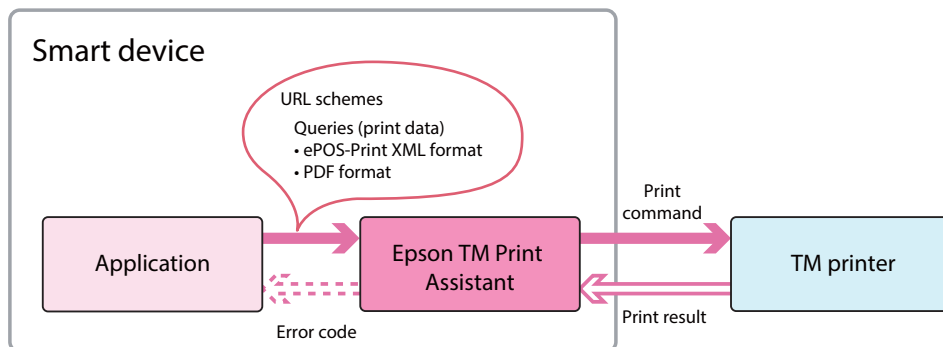 Smart device
URL schemes
Queries (print data)
• ePOS-Print XML format
• PDF format
Print
command
Application
Epson TM Print
Assistant
TM printer
Error code
Print result